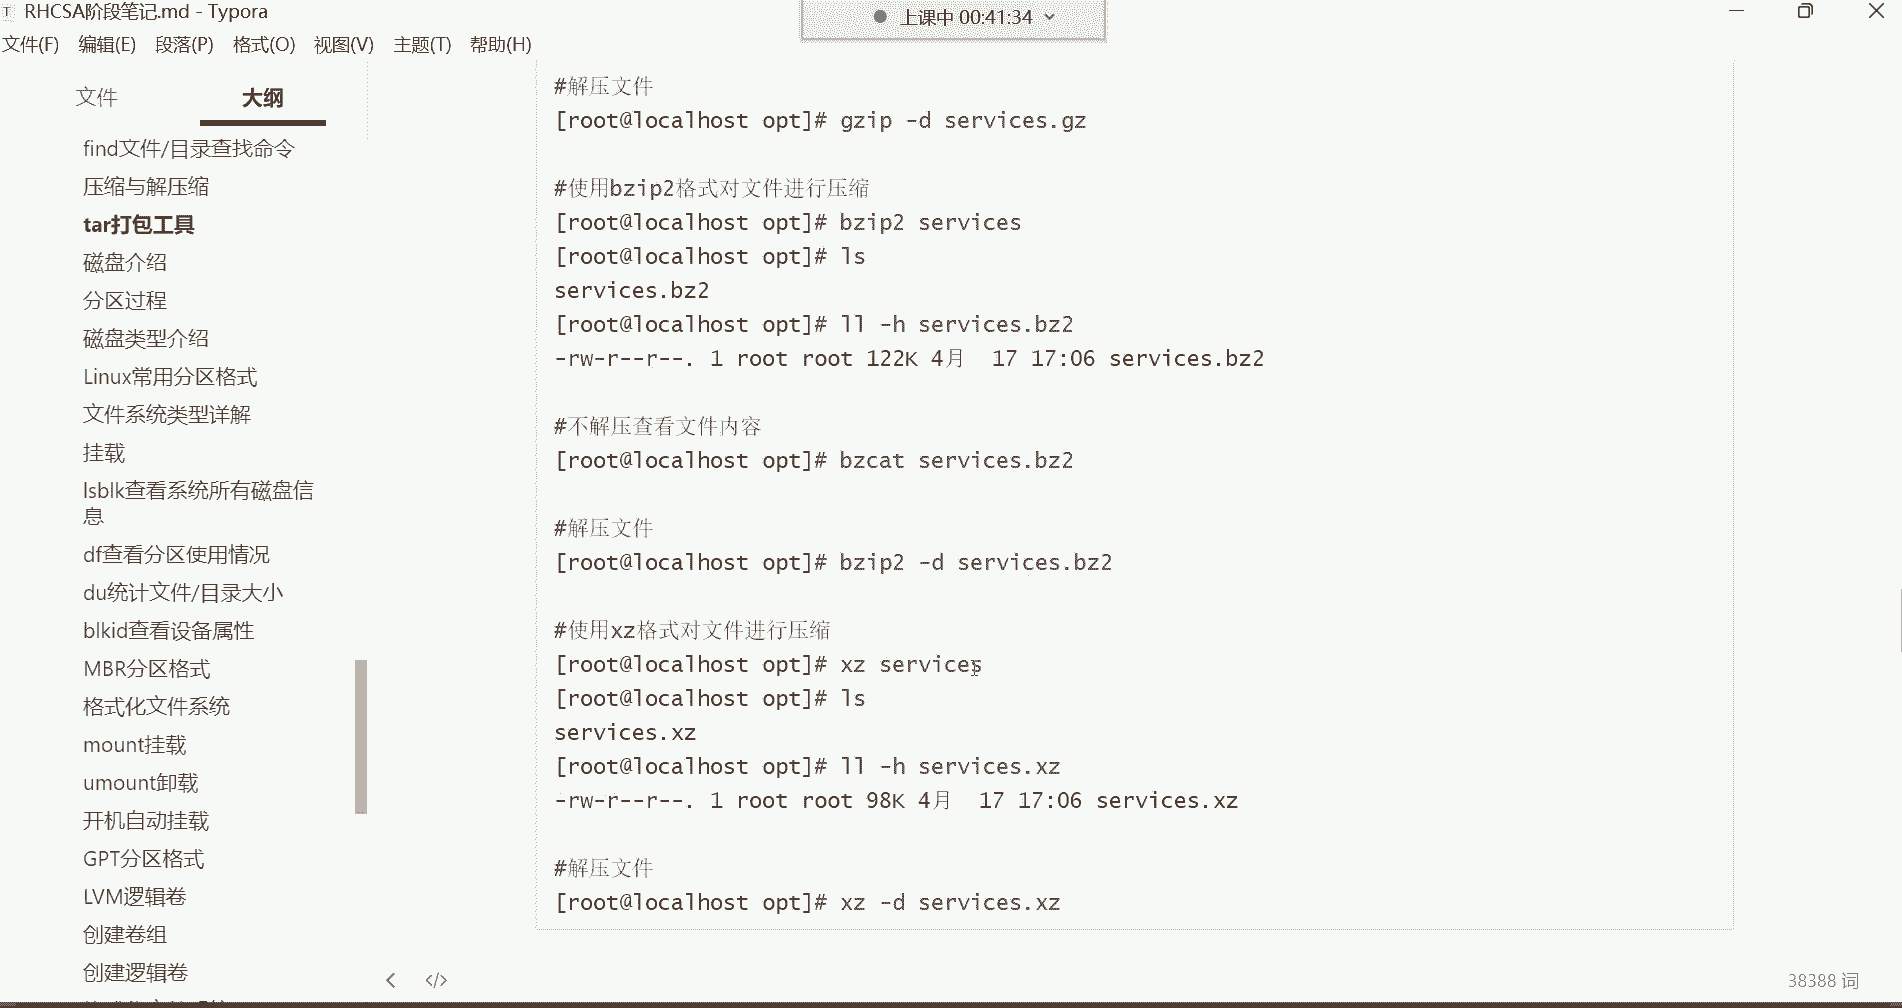 RHCSA阶段笔记.md - Typora
上课中 00:41:34
文件(F) 编辑(E) 段落(P) 格式(O) 视图(V) 主题(T) 帮助(H)
文件 大纲
find文件/目录查找命令
压缩与解压缩
tar打包工具
磁盘介绍
分区过程
磁盘类型介绍
Linux常用分区格式
文件系统类型详解
挂载
lsblk查看系统所有磁盘信
息
df查看分区使用情况
du统计文件/目录大小
blkid查看设备属性
MBR分区格式
格式化文件系统
mount挂载
umount卸载
开机自动挂载
GPT分区格式
LVM逻辑卷
创建卷组
创建逻辑卷
#解压文件
[root@localhost opt]# gzip -d services.gz
#使用bzip2格式对文件进行压缩
[root@localhost opt]# bzip2 services
[root@localhost opt]# ls
services.bz2
[root@localhost opt]# ll -h services.bz2
-rw-r--r--. 1 root root 122K 4月  17 17:06 services.bz2
#不解压查看文件内容
[root@localhost opt]# bzcat services.bz2
#解压文件
[root@localhost opt]# bzip2 -d services.bz2
#使用xz格式对文件进行压缩
[root@localhost opt]# xz services
[root@localhost opt]# ls
services.xz
[root@localhost opt]# ll -h services.xz
-rw-r--r--. 1 root root 98K 4月  17 17:06 services.xz
#解压文件
[root@localhost opt]# xz -d services.xz
38388 词